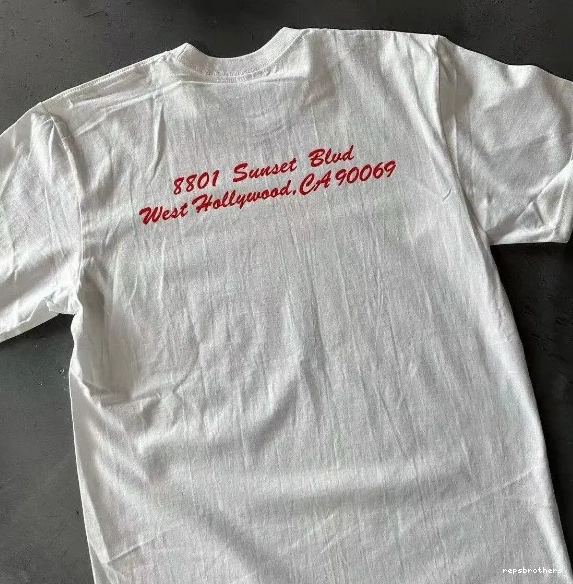 8801 Sunset Blvd
West Hollywood, CA 90069
repsbrothers